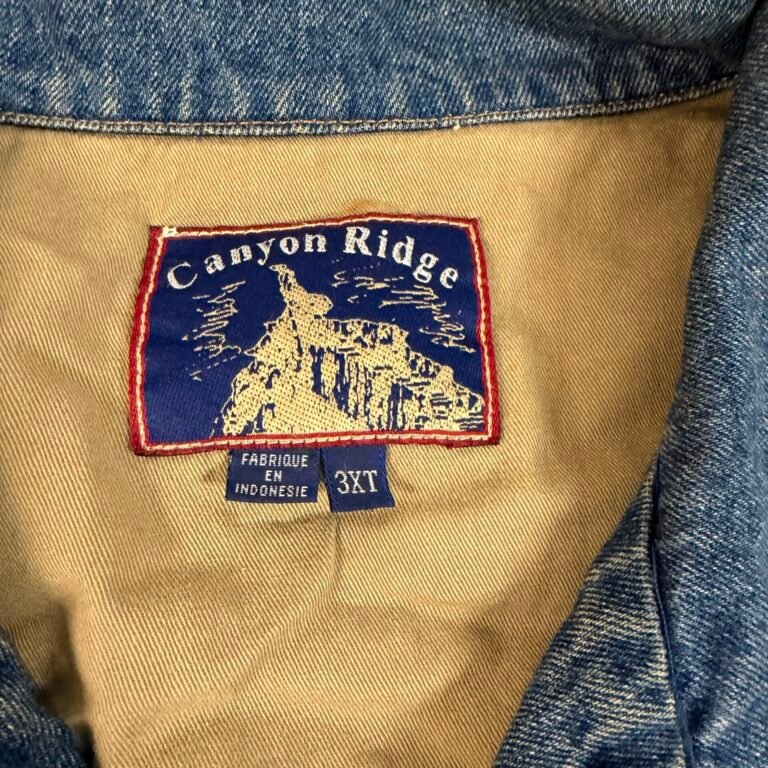 Canyon Ridge
FABRIQUE
EN
INDONESIE
3XT